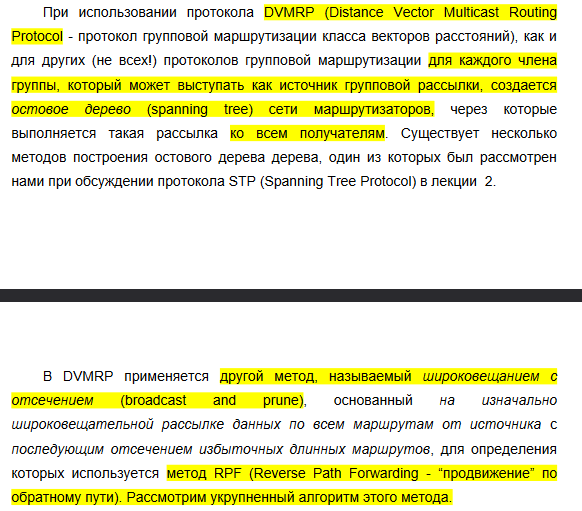 При использовании протокола DVMRP (Distance Vector Multicast Routing
Protocol - протокол групповой маршрутизации класса векторов расстояний), как и
для других (не всех!) протоколов групповой маршрутизации для каждого члена
группы, который может выступать как источник групповой рассылки, создается
остовое дерево (spanning tree) сети маршрутизаторов, через которые
выполняется такая рассылка ко всем получателям. Существует несколько
методов построения остового дерева дерева, один из которых был рассмотрен
нами при обсуждении протокола STP (Spanning Tree Protocol) в лекции 2.
В DVMRP применяется другой метод, называемый широковещанием с
отсечением (broadcast and prune), основанный на изначально
широковещательной рассылке данных по всем маршрутам от источника с
последующим отсечением избыточных длинных маршрутов, для определения
которых используется метод RPF (Reverse Path Forwarding - “продвижение” по
обратному пути). Рассмотрим укрупненный алгоритм этого метода.